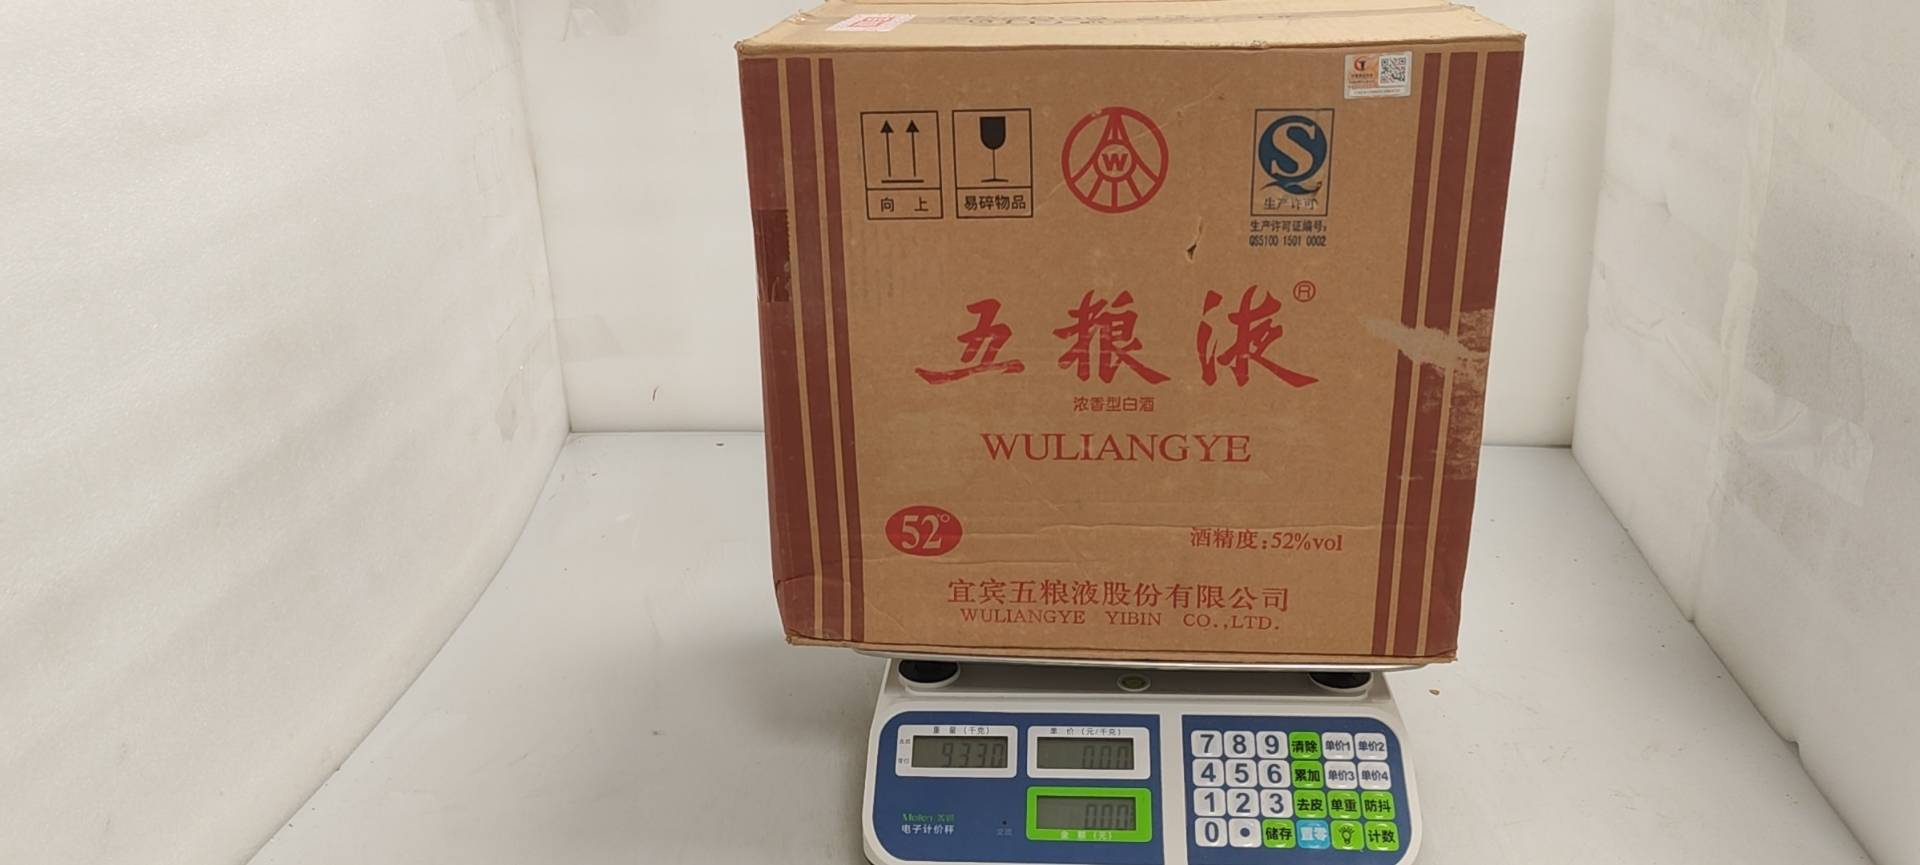 向 上
易碎物品
W
S
生产许可
生产许可证编号:
QS5100 1501 0002
五粮液®
浓香型白酒
WULIANGYE
52°
酒精度:52%vol
宜宾五粮液股份有限公司
WULIANGYE YIBIN CO.,LTD.
重 量 (千克)
单 价 (元/千克)
9.330
0.00
7 8 9 清除 单价1 单价2
4 5 6 累加 单价3 单价4
1 2 3 去皮 单重 防抖
0 • 储存 置零 计数
0.00
金 额 (元)
电子计价秤